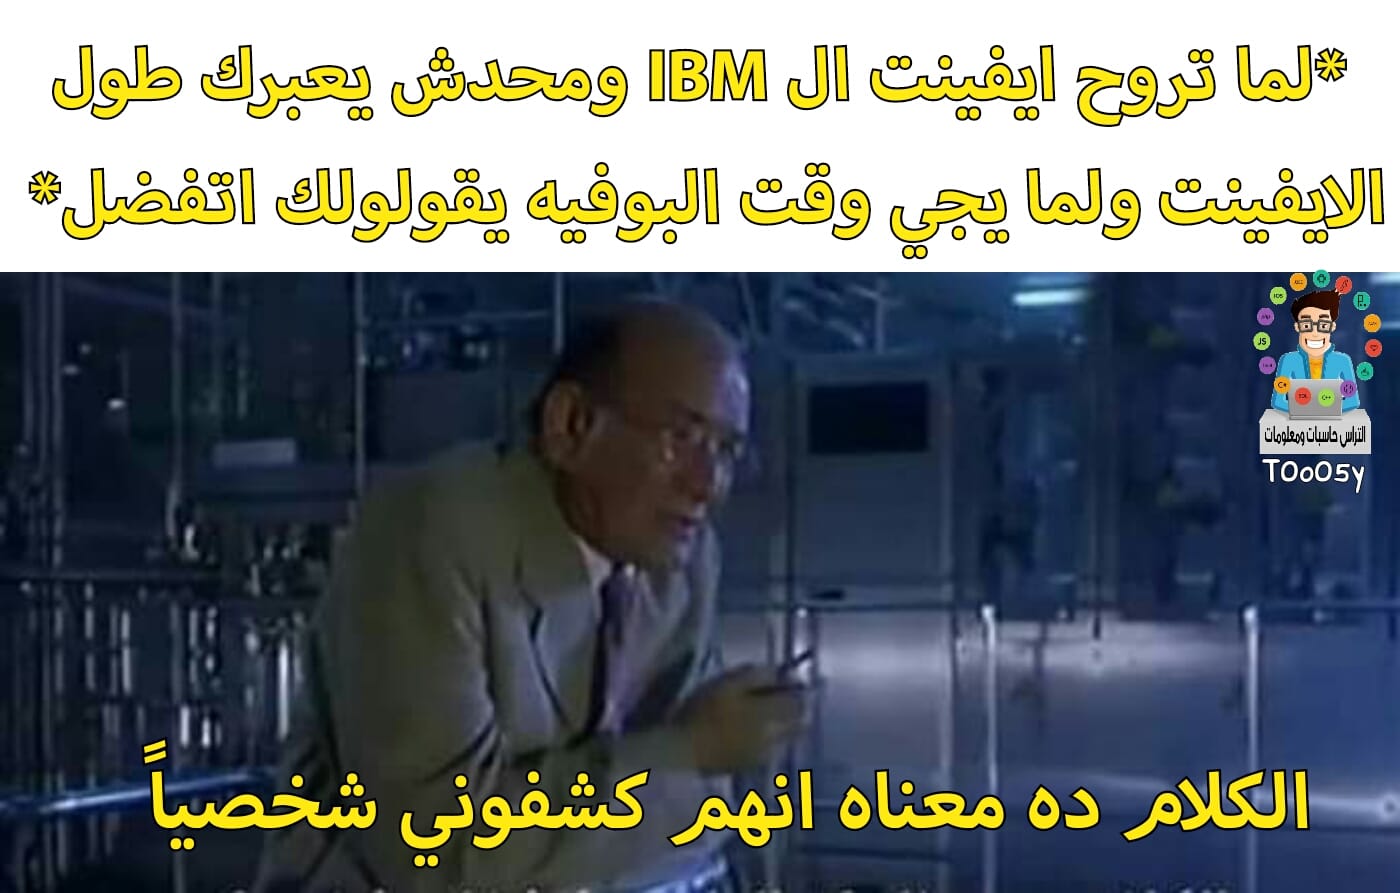 *لما تروح ايفينت ال IBM ومحدش يعبرك طول
الايفينت ولما يجي وقت البوفيه يقولولك اتفضل*
JS
C#
C++
التراس حاسبات ومعلومات
TOoO5y
الكلام ده معناه انهم كشفوني شخصياً